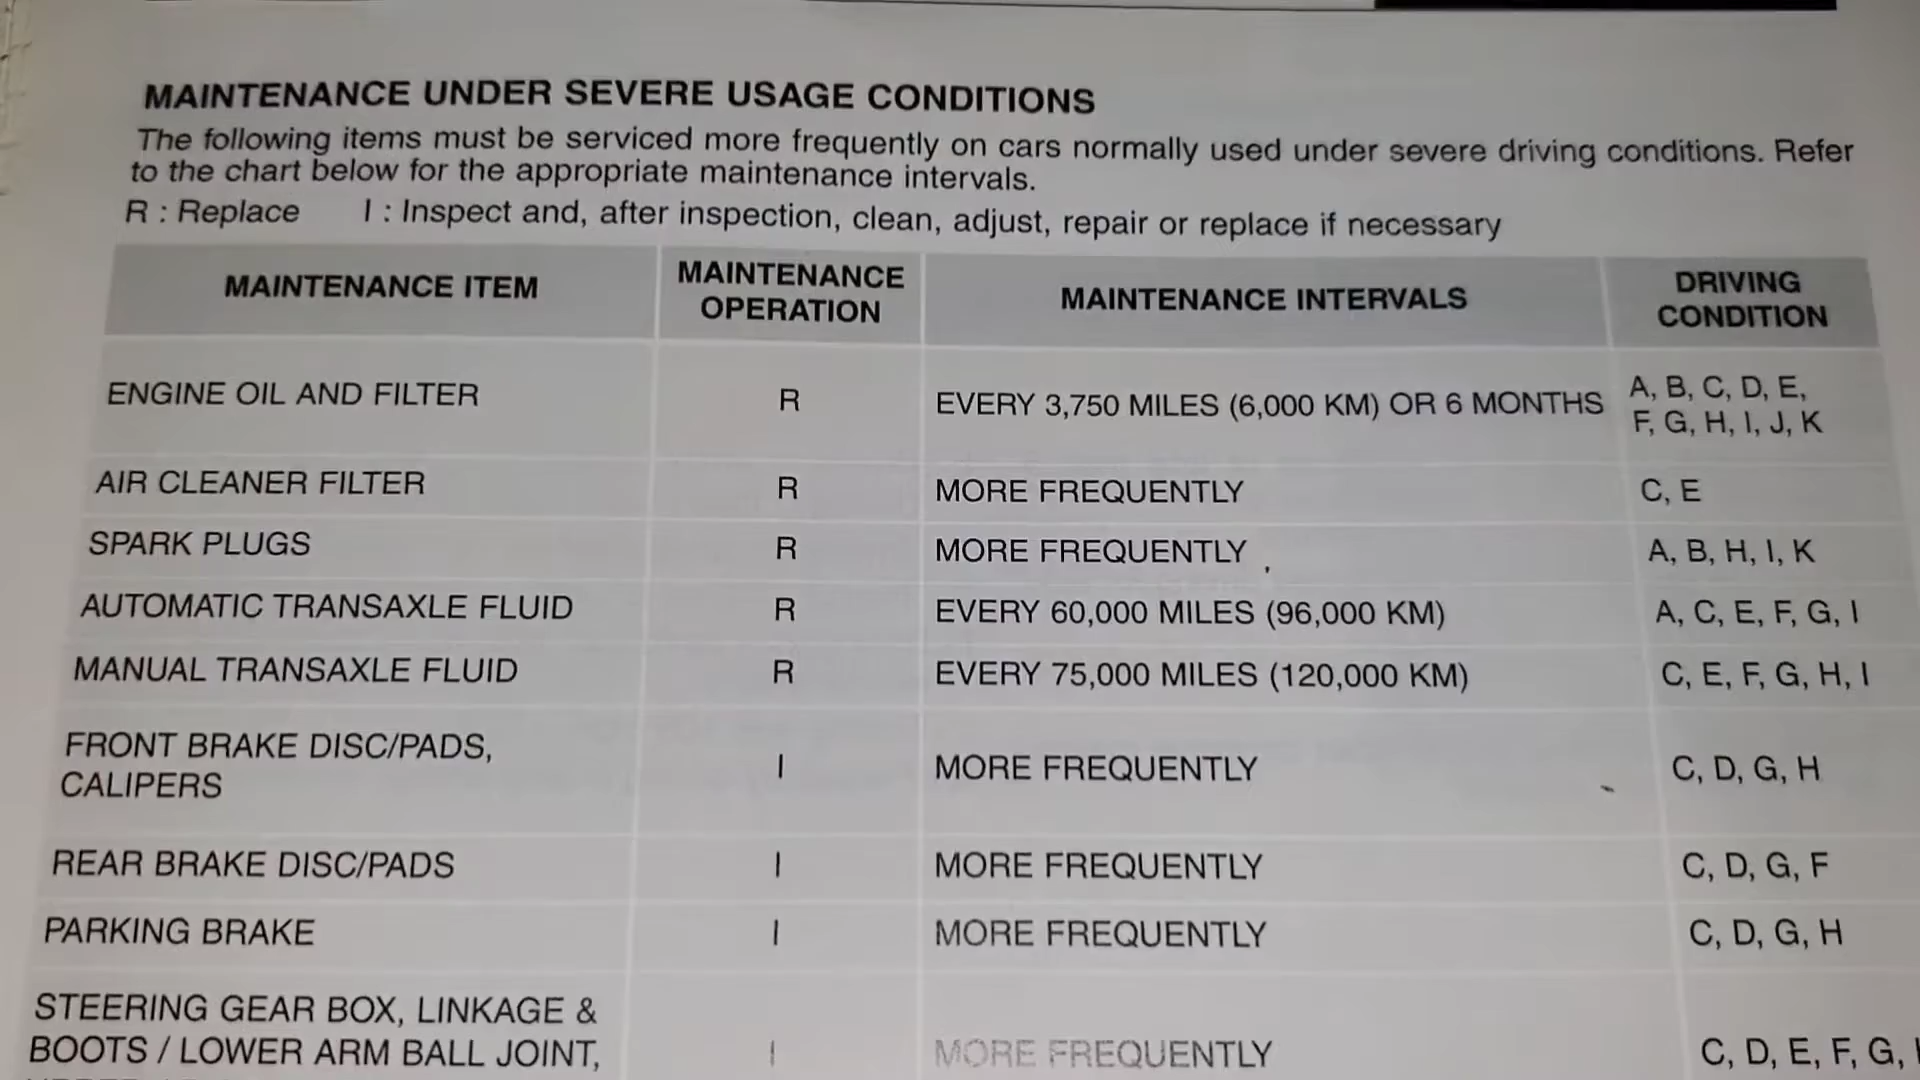 MAINTENANCE UNDER SEVERE USAGE CONDITIONS
The following items must be serviced more frequently on cars normally used under severe driving conditions. Refer
to the chart below for the appropriate maintenance intervals.
R : Replace I : Inspect and, after inspection, clean, adjust, repair or replace if necessary
MAINTENANCE ITEM MAINTENANCE OPERATION MAINTENANCE INTERVALS DRIVING CONDITION
ENGINE OIL AND FILTER R EVERY 3,750 MILES (6,000 KM) OR 6 MONTHS A, B, C, D, E,
F, G, H, I, J, K
AIR CLEANER FILTER R MORE FREQUENTLY C, E
SPARK PLUGS R MORE FREQUENTLY A, B, H, I, K
AUTOMATIC TRANSAXLE FLUID R EVERY 60,000 MILES (96,000 KM) A, C, E, F, G, I
MANUAL TRANSAXLE FLUID R EVERY 75,000 MILES (120,000 KM) C, E, F, G, H, I
FRONT BRAKE DISC/PADS,
CALIPERS I MORE FREQUENTLY C, D, G, H
REAR BRAKE DISC/PADS I MORE FREQUENTLY C, D, G, F
PARKING BRAKE I MORE FREQUENTLY C, D, G, H
STEERING GEAR BOX, LINKAGE &
BOOTS / LOWER ARM BALL JOINT, I MORE FREQUENTLY C, D, E, F, G,